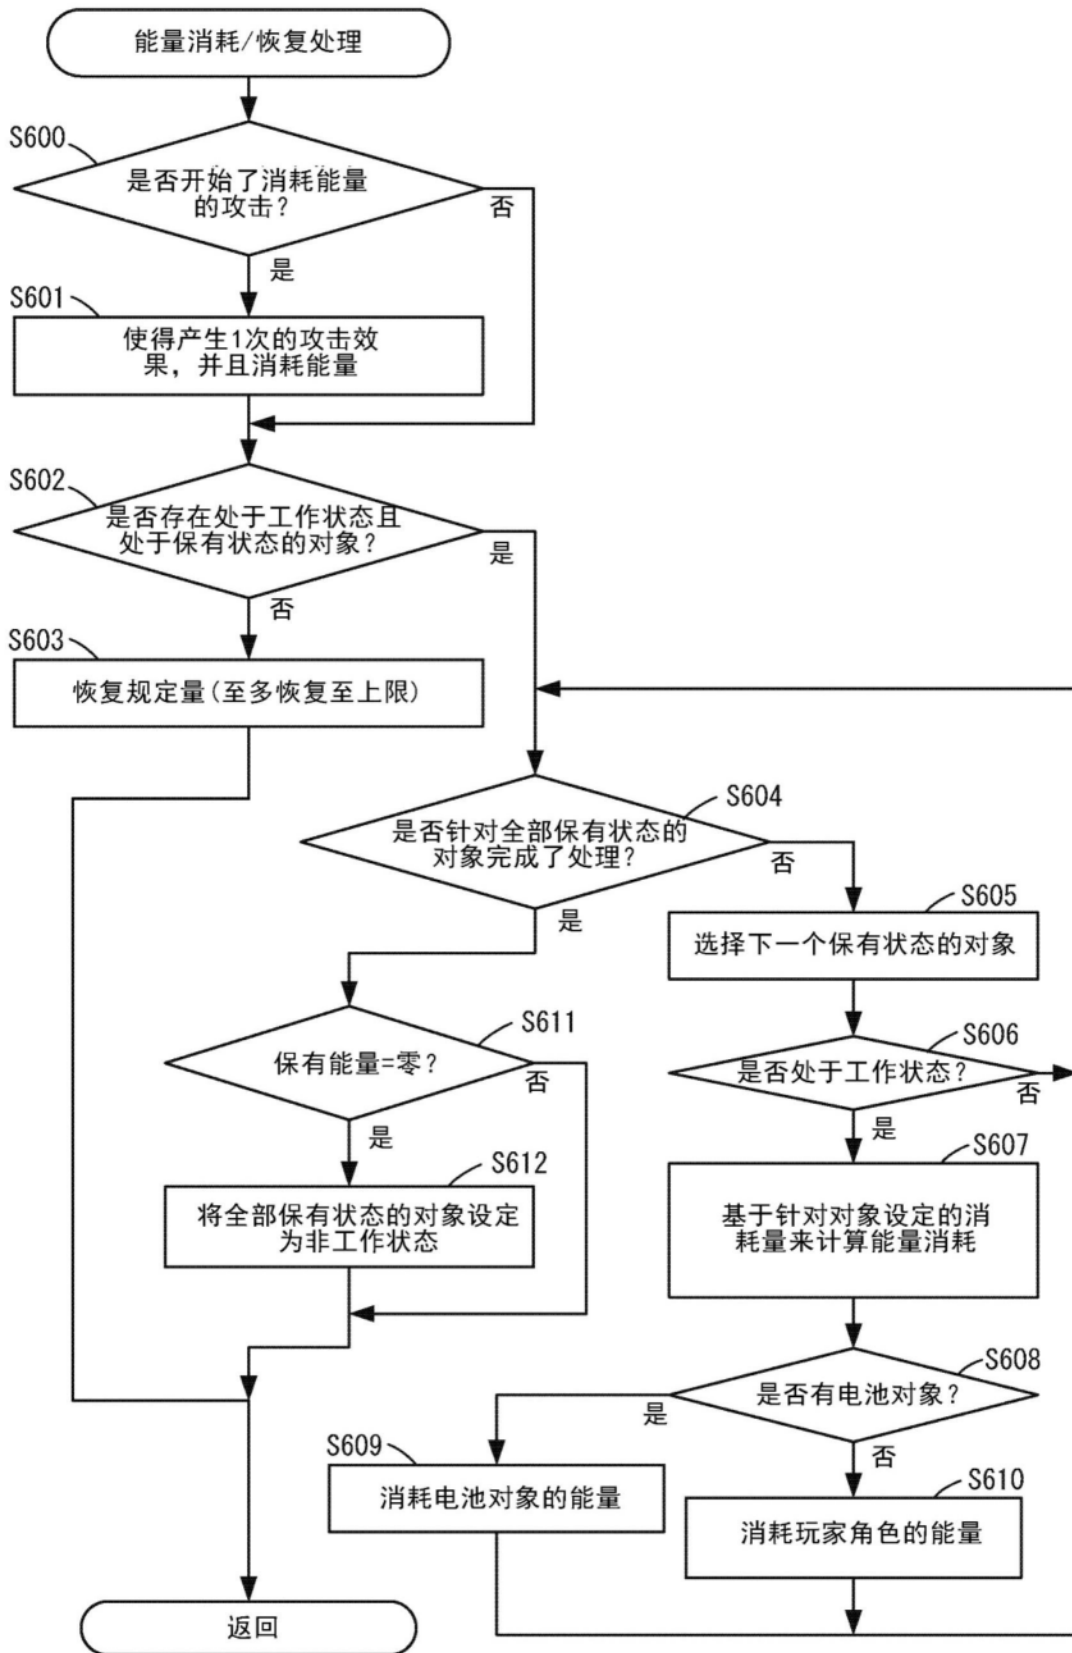 能量消耗/恢复处理
S600
是否开始了消耗能量
的攻击?
否
是
S601
使得产生1次的攻击效
果，并且消耗能量
S602
是否存在处于工作状态且
处于保有状态的对象?
是
否
S603
恢复规定量(至多恢复至上限)
S604
是否针对全部保有状态的
对象完成了处理?
否
是
S605
选择下一个保有状态的对象
S611
保有能量=零?
否
是
S606
是否处于工作状态?
否
是
S612
将全部保有状态的对象设定
为非工作状态
S607
基于针对对象设定的消
耗量来计算能量消耗
S608
是否有电池对象?
是
否
S609
消耗电池对象的能量
S610
消耗玩家角色的能量
返回